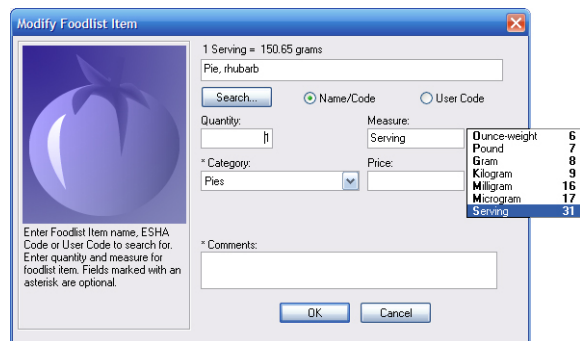 Modify Foodlist Item
1 Serving = 150.65 grams
Pie, rhubarb
Search... Name/Code User Code
Quantity: Measure:
1 Serving
Ounce-weight 6
Pound 7
Gram 8
Kilogram 9
Milligram 16
Microgram 17
Serving 31
* Category: Price:
Pies
Enter Foodlist Item name, ESHA
Code or User Code to search for.
Enter quantity and measure for
foodlist item. Fields marked with an
asterisk are optional.
* Comments:
OK Cancel